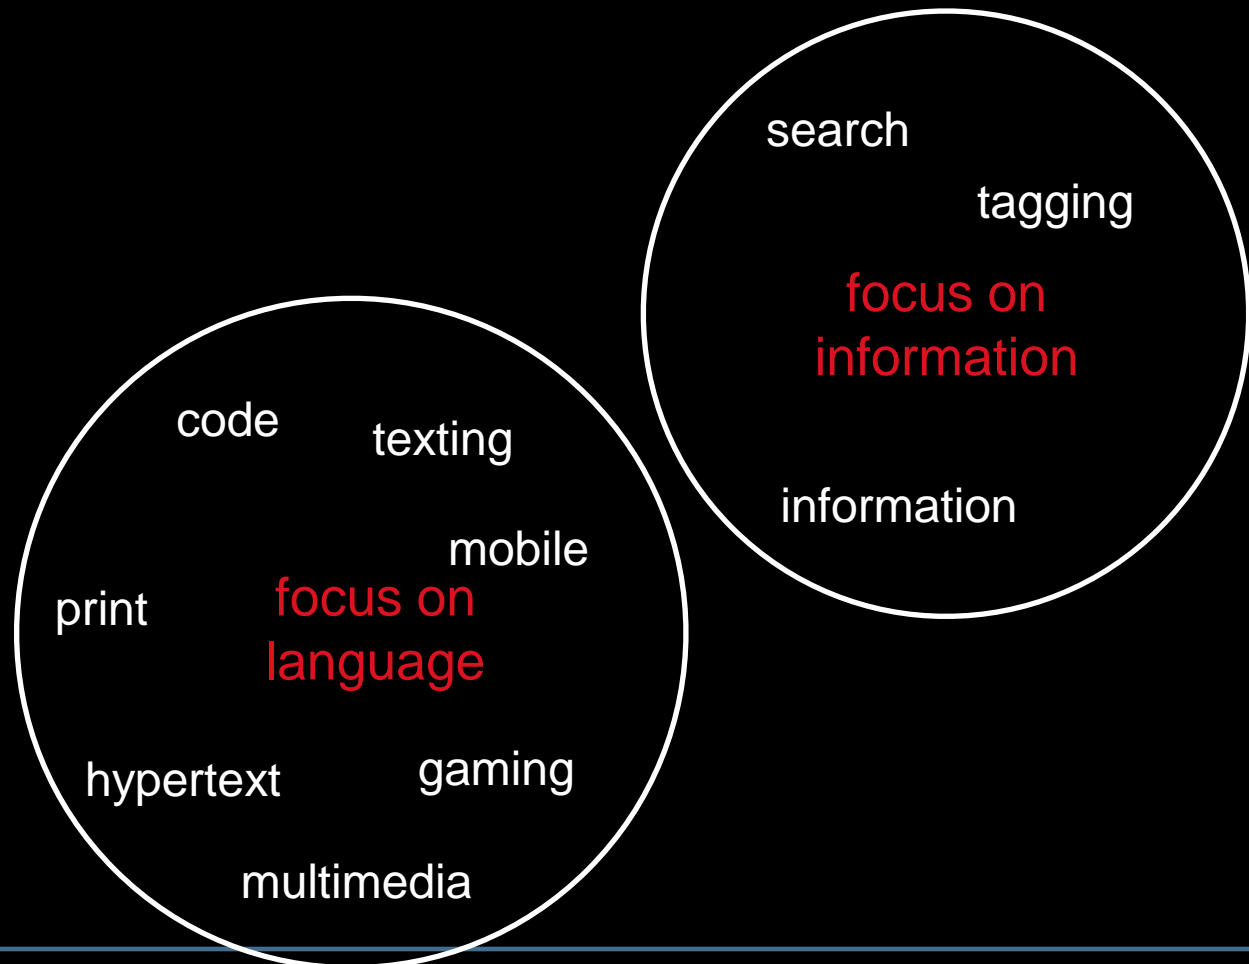 search
tagging
focus on
information
information
code
texting
mobile
print
focus on
language
hypertext
gaming
multimedia